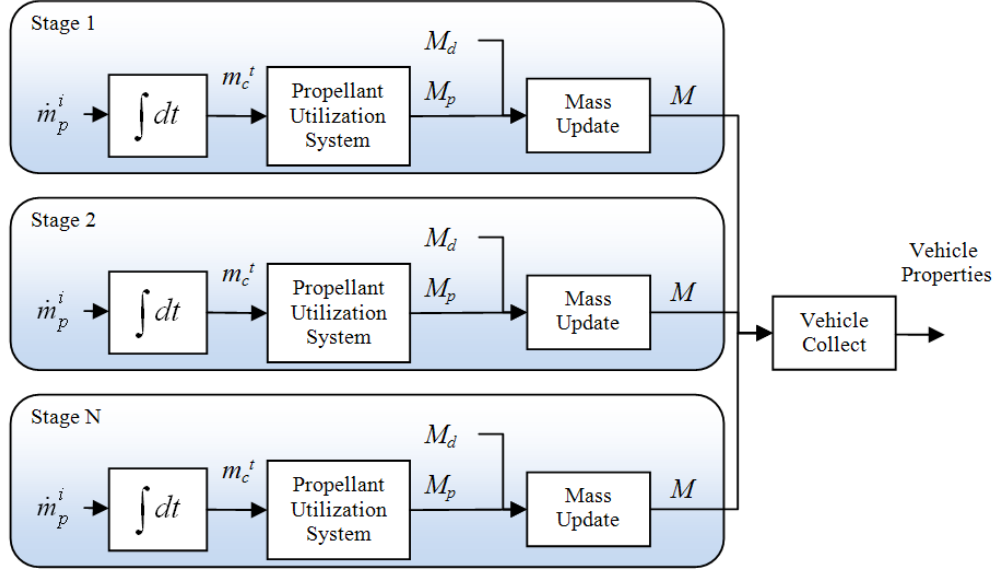 Stage 1
ṁ_p^i
∫ dt
m_c^t
Propellant
Utilization
System
M_d
M_p
Mass
Update
M
Stage 2
ṁ_p^i
∫ dt
m_c^t
Propellant
Utilization
System
M_d
M_p
Mass
Update
M
Vehicle
Properties
Vehicle
Collect
Stage N
ṁ_p^i
∫ dt
m_c^t
Propellant
Utilization
System
M_d
M_p
Mass
Update
M